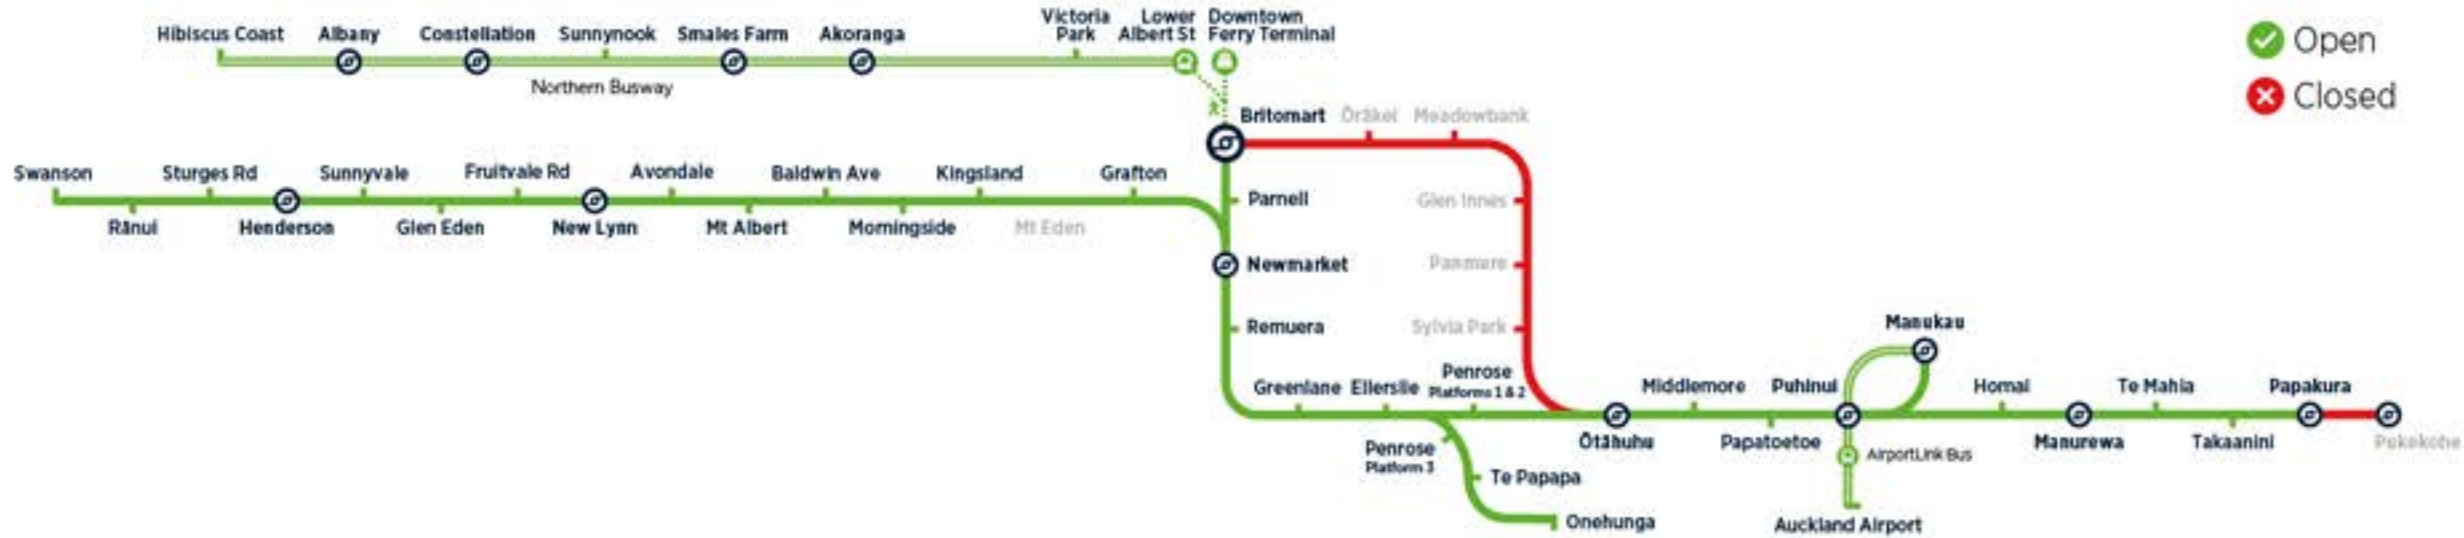 Hibiscus Coast
Albany
Constellation
Sunnynook
Smales Farm
Akoranga
Victoria
Park
Lower
Albert St
Downtown
Ferry Terminal
Northern Busway
Open
Closed
Britomart
Ōrākei
Meadowbank
Swanson
Sturges Rd
Sunnyvale
Fruitvale Rd
Avondale
Baldwin Ave
Kingsland
Grafton
Rānui
Henderson
Glen Eden
New Lynn
Mt Albert
Morningside
Mt Eden
Parnell
Glen Innes
Newmarket
Panmure
Remuera
Sylvia Park
Manukau
Greenlane
Ellerslie
Penrose
Platforms 1 & 2
Middlemore
Puhinui
Homai
Te Mahia
Papakura
Penrose
Platform 3
Ōtāhuhu
Papatoetoe
AirportLink Bus
Manurewa
Takaanini
Pukekohe
Te Papapa
Onehunga
Auckland Airport